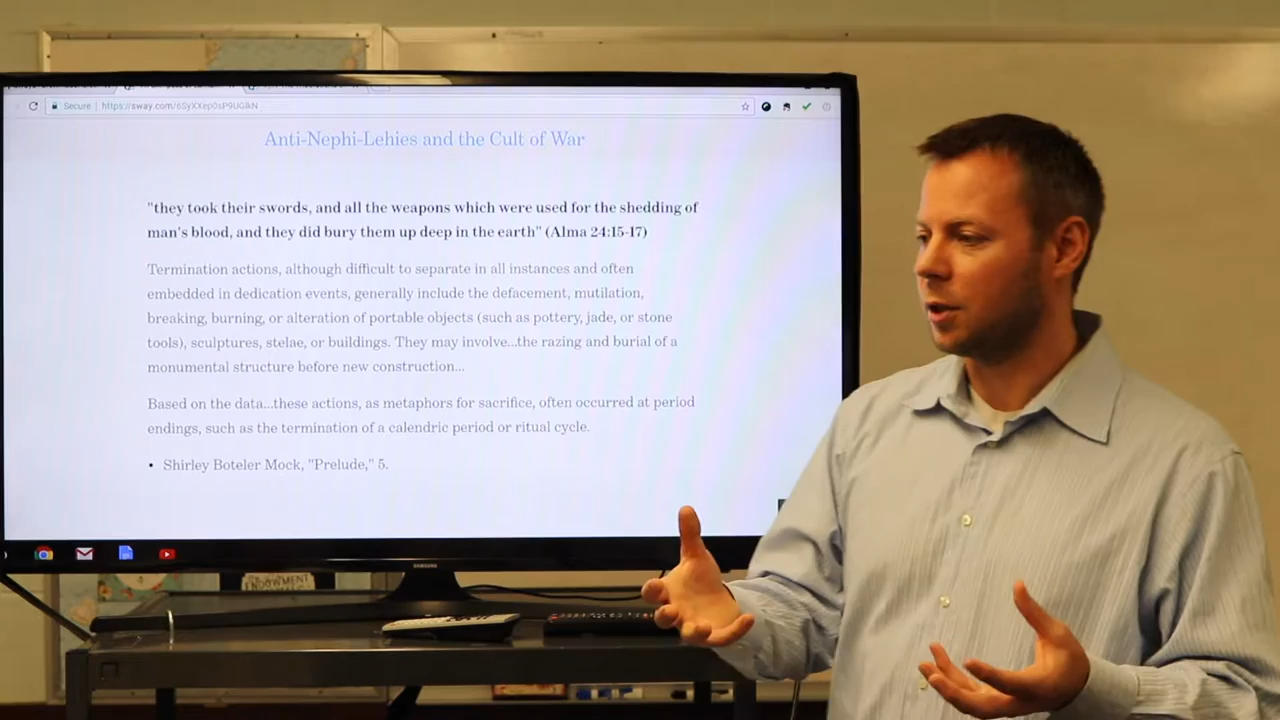 Secure
https://sway.com/6SyXXep0sP9UGlkN
Anti-Nephi-Lehies and the Cult of War
"they took their swords, and all the weapons which were used for the shedding of
man's blood, and they did bury them up deep in the earth" (Alma 24:15-17)
Termination actions, although difficult to separate in all instances and often
embedded in dedication events, generally include the defacement, mutilation,
breaking, burning, or alteration of portable objects (such as pottery, jade, or stone
tools), sculptures, stelae, or buildings. They may involve...the razing and burial of a
monumental structure before new construction...
Based on the data...these actions, as metaphors for sacrifice, often occurred at period
endings, such as the termination of a calendric period or ritual cycle.
• Shirley Boteler Mock, "Prelude," 5.
SAMSUNG
ENDOWMENT